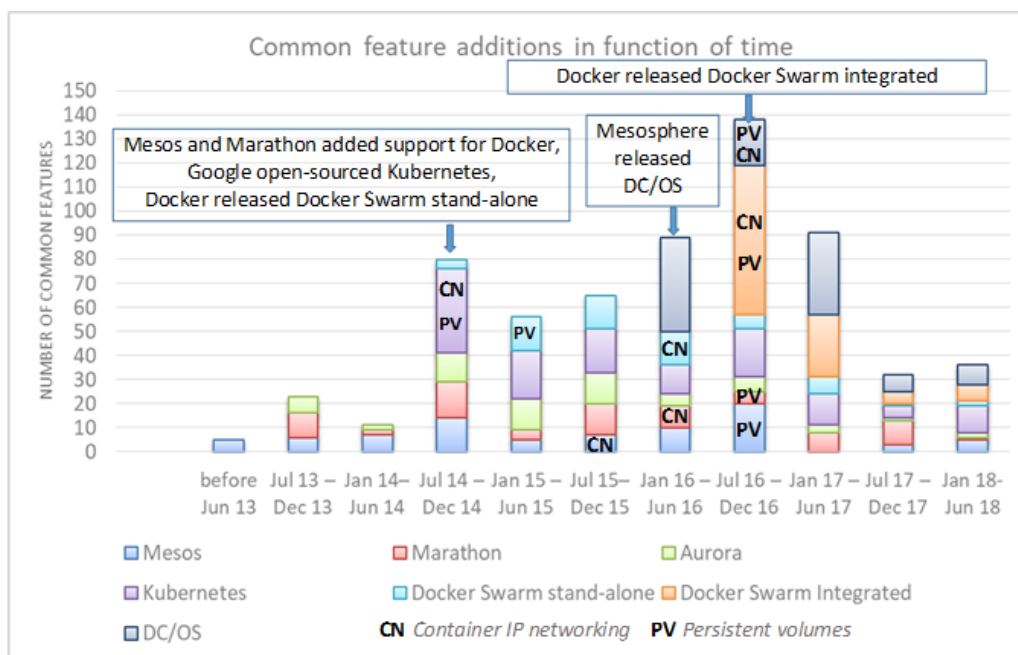 Common feature additions in function of time
Docker released Docker Swarm integrated
Mesos and Marathon added support for Docker,
Google open-sourced Kubernetes,
Docker released Docker Swarm stand-alone
Mesosphere
released
DC/OS
NUMBER OF COMMON FEATURES
150
140
130
120
110
100
90
80
70
60
50
40
30
20
10
0
CN
PV
PV
CN
CN
CN
PV
CN
CN
PV
PV
PV
before
Jun 13
Jul 13 –
Dec 13
Jan 14–
Jun 14
Jul 14 –
Dec 14
Jan 15 –
Jun 15
Jul 15–
Dec 15
Jan 16 –
Jun 16
Jul 16 –
Dec 16
Jan 17 –
Jun 17
Jul 17 –
Dec 17
Jan 18-
Jun 18
Mesos
Marathon
Aurora
Kubernetes
Docker Swarm stand-alone
Docker Swarm Integrated
DC/OS
CN Container IP networking
PV Persistent volumes